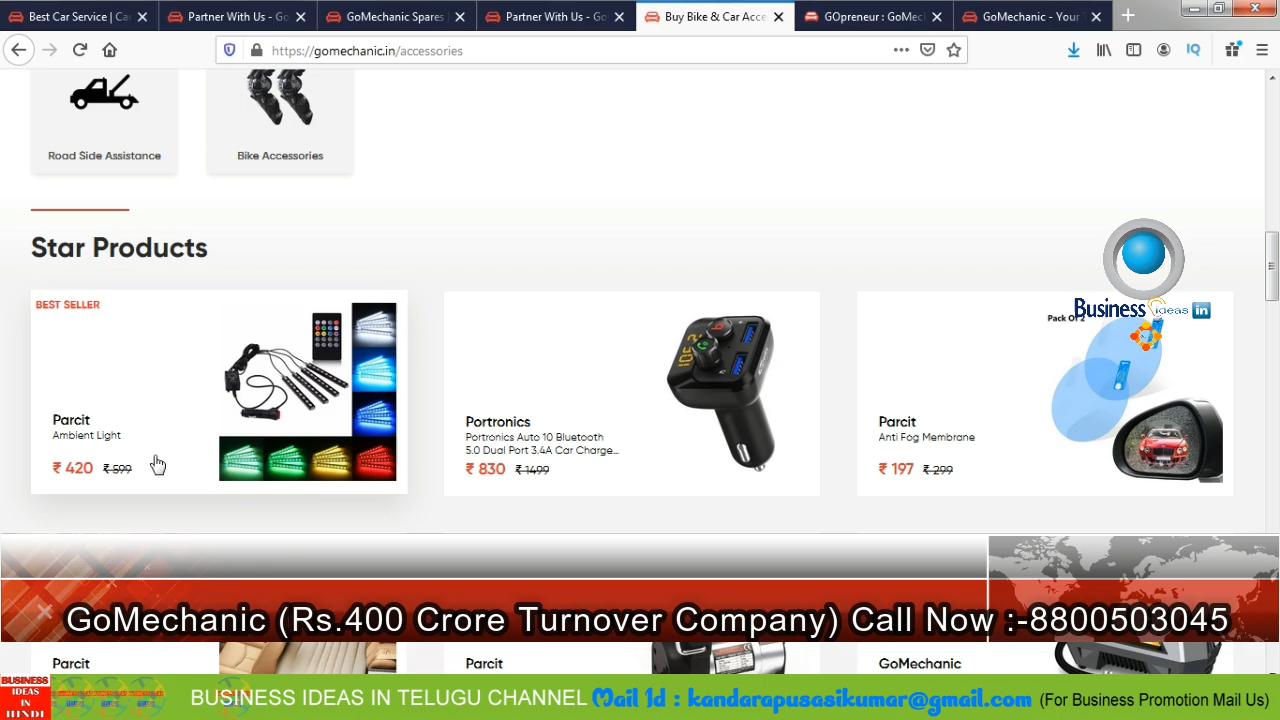 Best Car Service | Ca
Partner With Us - Go
GoMechanic Spares
Partner With Us - Go
Buy Bike & Car Acce
GOpreneur : GoMec
GoMechanic - Your
https://gomechanic.in/accessories
IQ
Road Side Assistance
Bike Accessories
Star Products
BEST SELLER
Parcit
Ambient Light
₹ 420 ₹ 599
Portronics
Portronics Auto 10 Bluetooth
5.0 Dual Port 3.4A Car Charge...
₹ 830 ₹ 1499
Business ideas in
Pack Of 2
Parcit
Anti Fog Membrane
₹ 197 ₹ 299
GoMechanic (Rs.400 Crore Turnover Company) Call Now :-8800503045
Parcit
Parcit
GoMechanic
BUSINESS
IDEAS
IN
HINDI
BUSINESS IDEAS IN TELUGU CHANNEL Mail Id : kandarapusasikumar@gmail.com (For Business Promotion Mail Us)